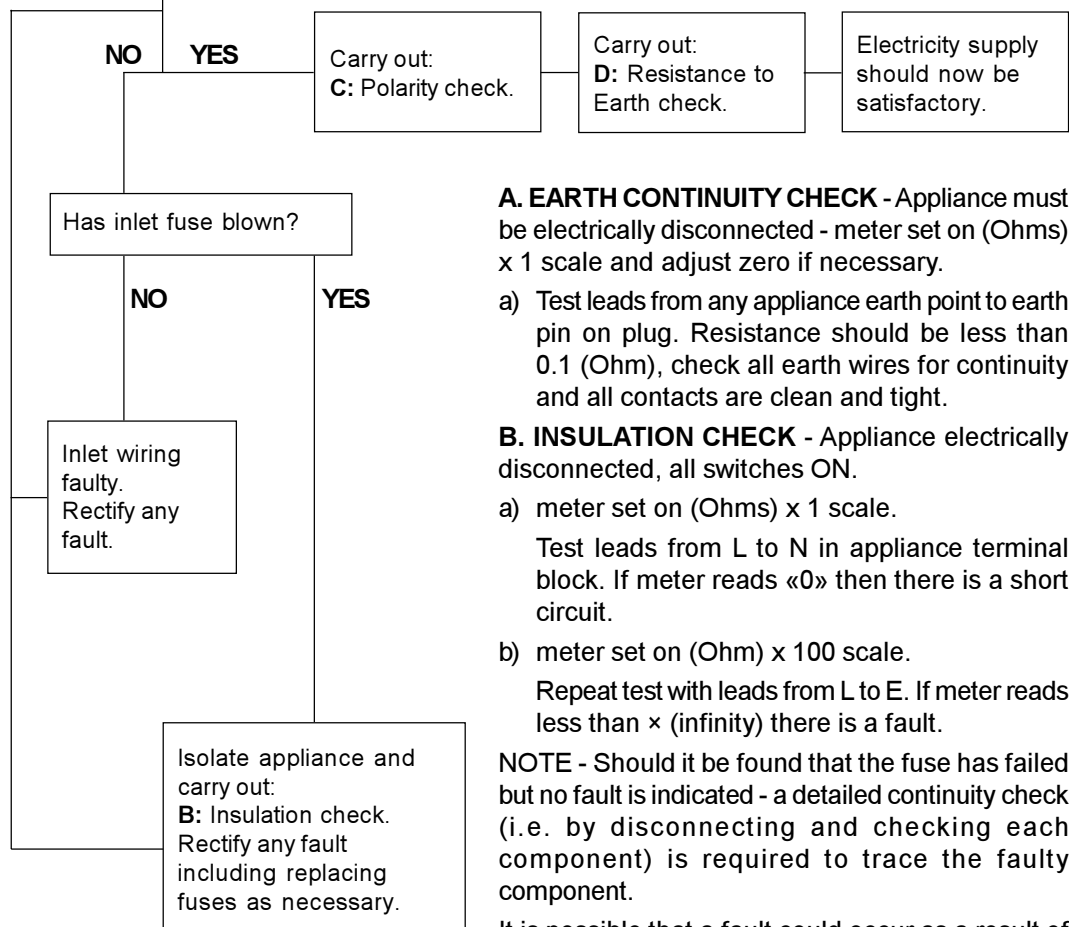 NO YES
Carry out:
C: Polarity check.
Carry out:
D: Resistance to
Earth check.
Electricity supply
should now be
satisfactory.
Has inlet fuse blown?
NO YES
Inlet wiring
faulty.
Rectify any
fault.
Isolate appliance and
carry out:
B: Insulation check.
Rectify any fault
including replacing
fuses as necessary.
A. EARTH CONTINUITY CHECK - Appliance must
be electrically disconnected - meter set on (Ohms)
x 1 scale and adjust zero if necessary.
a) Test leads from any appliance earth point to earth
pin on plug. Resistance should be less than
0.1 (Ohm), check all earth wires for continuity
and all contacts are clean and tight.
B. INSULATION CHECK - Appliance electrically
disconnected, all switches ON.
a) meter set on (Ohms) x 1 scale.
Test leads from L to N in appliance terminal
block. If meter reads «0» then there is a short
circuit.
b) meter set on (Ohm) x 100 scale.
Repeat test with leads from L to E. If meter reads
less than × (infinity) there is a fault.
NOTE - Should it be found that the fuse has failed
but no fault is indicated - a detailed continuity check
(i.e. by disconnecting and checking each
component) is required to trace the faulty
component.
It is possible that a fault could occur as a result of